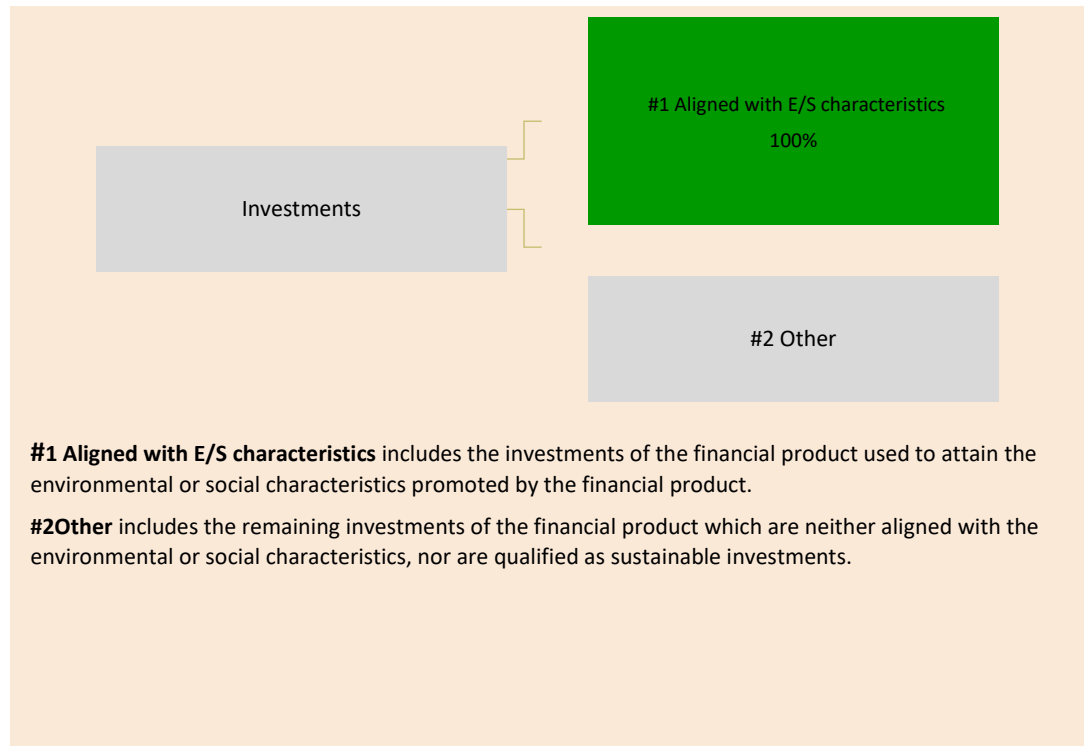 #1 Aligned with E/S characteristics
100%
Investments
#2 Other
#1 Aligned with E/S characteristics includes the investments of the financial product used to attain the
environmental or social characteristics promoted by the financial product.
#2Other includes the remaining investments of the financial product which are neither aligned with the
environmental or social characteristics, nor are qualified as sustainable investments.